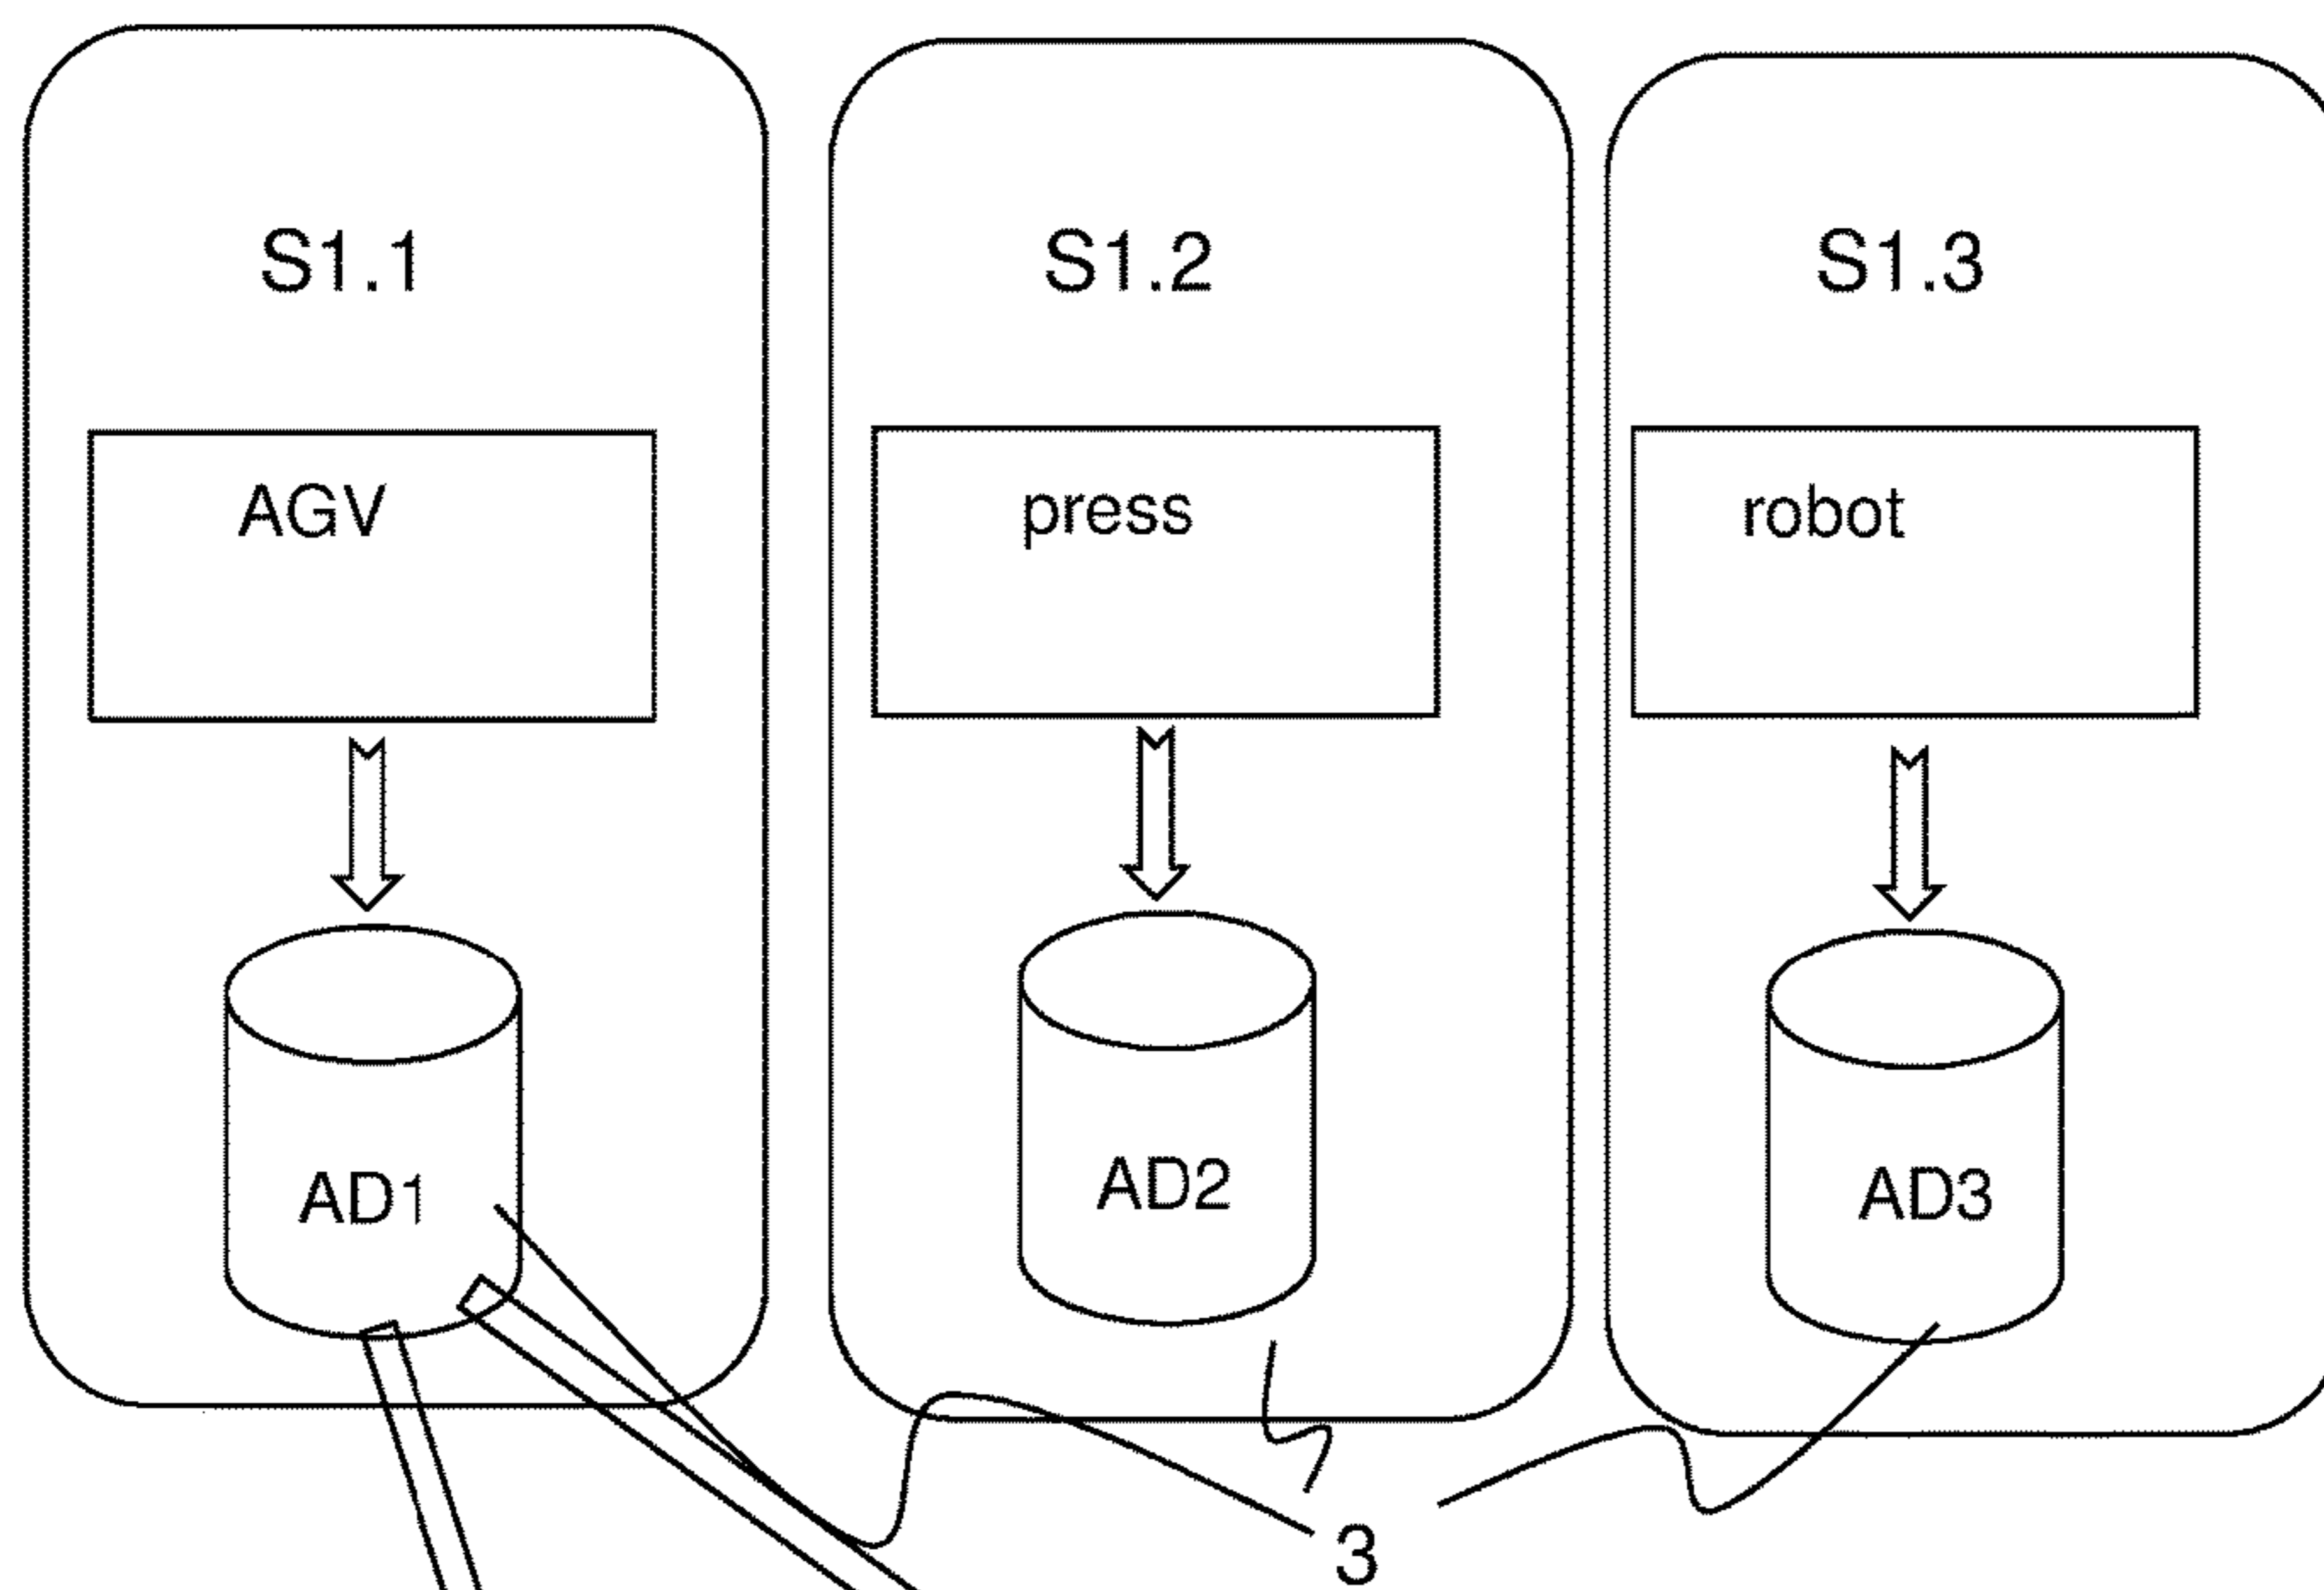 S1.1
S1.2
S1.3
AGV
press
robot
AD1
AD2
AD3
3